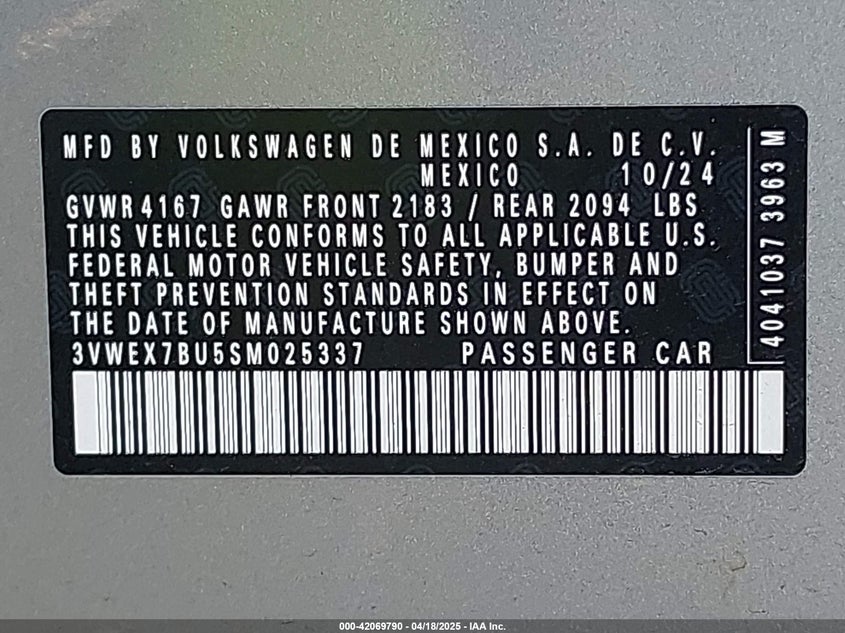 MFD BY VOLKSWAGEN DE MEXICO S.A. DE C.V.
MEXICO 10/24
GVWR 4167 GAWR FRONT 2183 / REAR 2094 LBS
THIS VEHICLE CONFORMS TO ALL APPLICABLE U.S.
FEDERAL MOTOR VEHICLE SAFETY, BUMPER AND
THEFT PREVENTION STANDARDS IN EFFECT ON
THE DATE OF MANUFACTURE SHOWN ABOVE.
3VWEX7BU5SM025337 PASSENGER CAR
4041037 3963 M
000-42069790 - 04/18/2025 - IAA Inc.